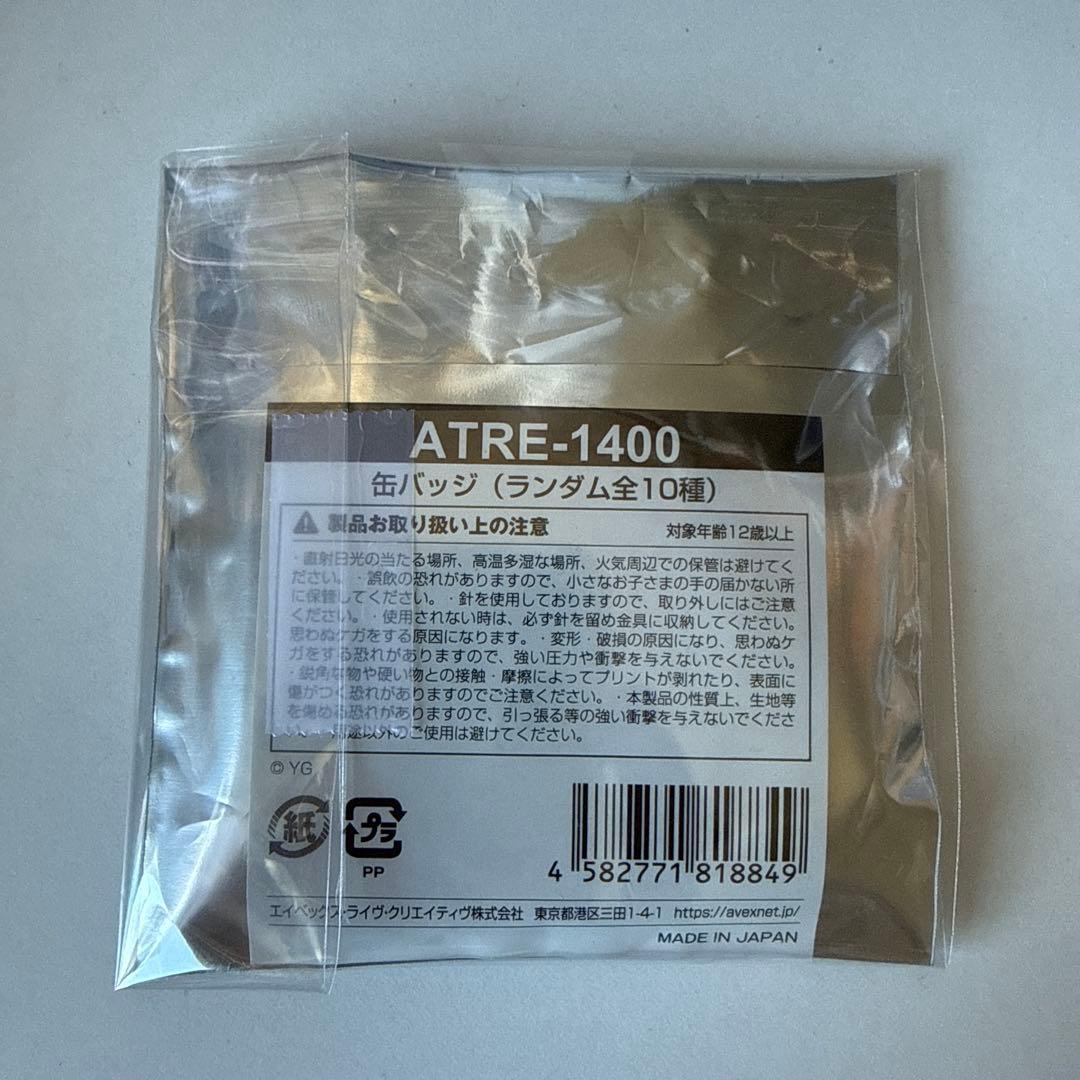 ATRE-1400
缶バッジ（ランダム全10種）
製品お取り扱い上の注意 対象年齢12歳以上
・直射日光の当たる場所、高温多湿な場所、火気周辺での保管は避けてく
ださい。・誤飲の恐れがありますので、小さなお子さまの手の届かない所
に保管してください。・針を使用しておりますので、取り外しにはご注意
ください。・使用されない時は、必ず針を留め金具に収納してください。
思わぬケガをする原因になります。・変形・破損の原因になり、思わぬケ
ガをする恐れがありますので、強い圧力や衝撃を与えないでください。
・鋭角な物や硬い物との接触・摩擦によってプリントが剥れたり、表面に
傷がつく恐れがありますのでご注意ください。・本製品の性質上、生地等
を傷める恐れがありますので、引っ張る等の強い衝撃を与えないでくださ
い。・用途以外のご使用は避けてください。
© YG
紙 プラ
PP
4 582771 818849
エイベックス・ライヴ・クリエイティヴ株式会社 東京都港区三田1-4-1 https://avexnet.jp/
MADE IN JAPAN